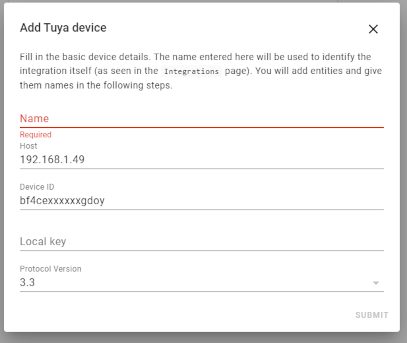 Add Tuya device
Fill in the basic device details. The name entered here will be used to identify the
integration itself (as seen in the Integrations page). You will add entities and give
them names in the following steps.
Name
Required
Host
192.168.1.49
Device ID
bf4cexxxxxxgdoy
Local key
Protocol Version
3.3
SUBMIT